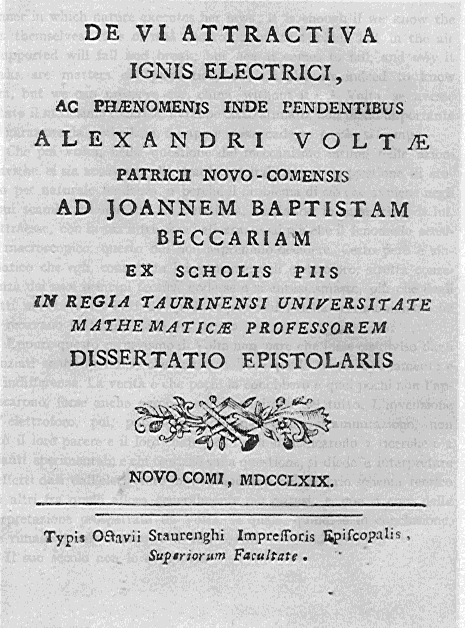 DE VI ATTRACTIVA
IGNIS ELECTRICI,
AC PHÆNOMENIS INDE PENDENTIBUS
ALEXANDRI VOLTÆ
PATRICII NOVO-COMENSIS
AD JOANNEM BAPTISTAM
BECCARIAM
EX SCHOLIS PIIS
IN REGIA TAURINENSI UNIVERSITATE
MATHEMATICÆ PROFESSOREM
DISSERTATIO EPISTOLARIS
NOVO COMI, MDCCLXIX.
Typis Octavii Staurenghi Impreſſoris Epiſcopalis,
Superiorum Facultate.